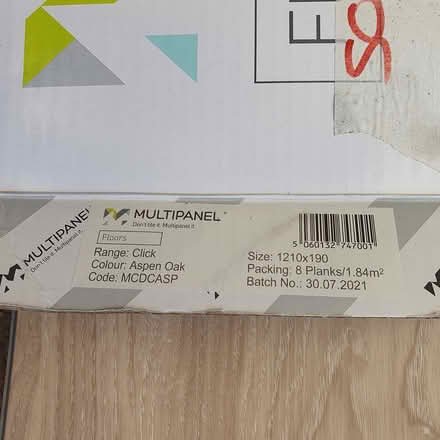 MULTIPANEL
Don't tile it. Multipanel it.
MULTIPANEL®
Don't tile it. Multipanel it.
Floors
Range: Click
Colour: Aspen Oak
Code: MCDCASP
5 060132 747001
Size: 1210x190
Packing: 8 Planks/1.84m²
Batch No.: 30.07.2021